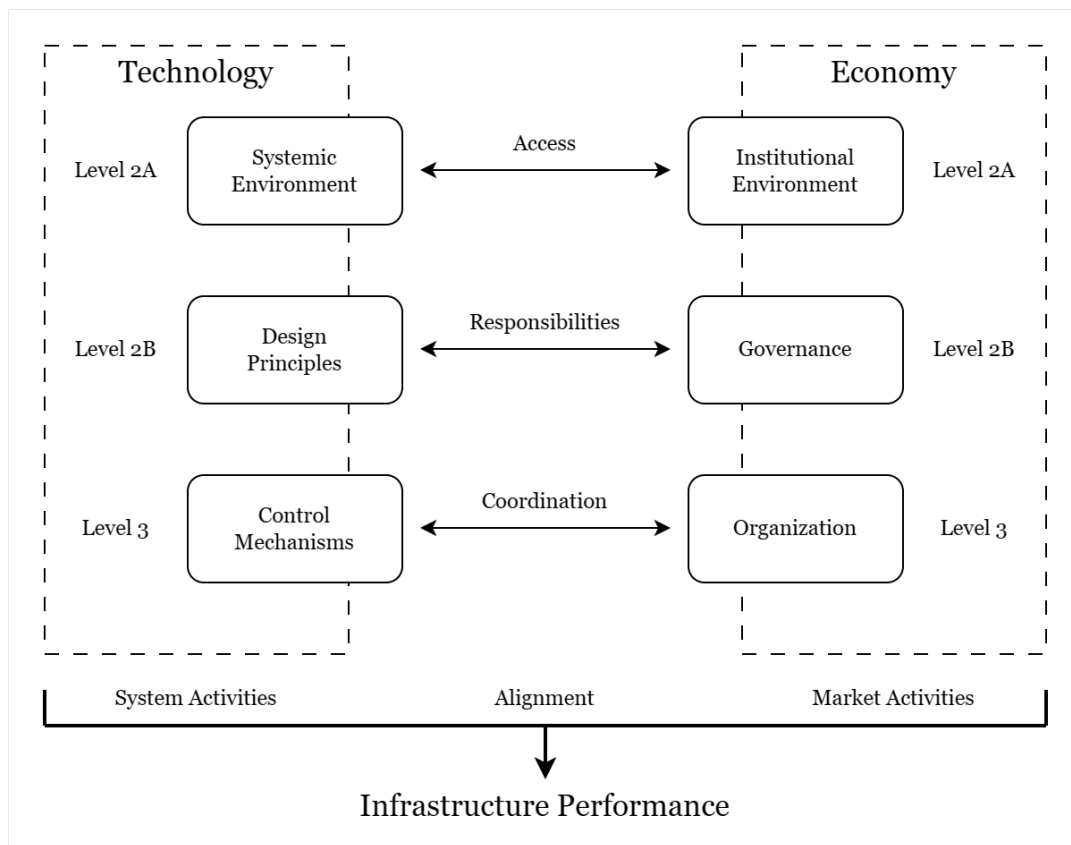 Technology
Economy
Level 2A
Systemic
Environment
Access
Institutional
Environment
Level 2A
Level 2B
Design
Principles
Responsibilities
Governance
Level 2B
Level 3
Control
Mechanisms
Coordination
Organization
Level 3
System Activities
Alignment
Market Activities
Infrastructure Performance